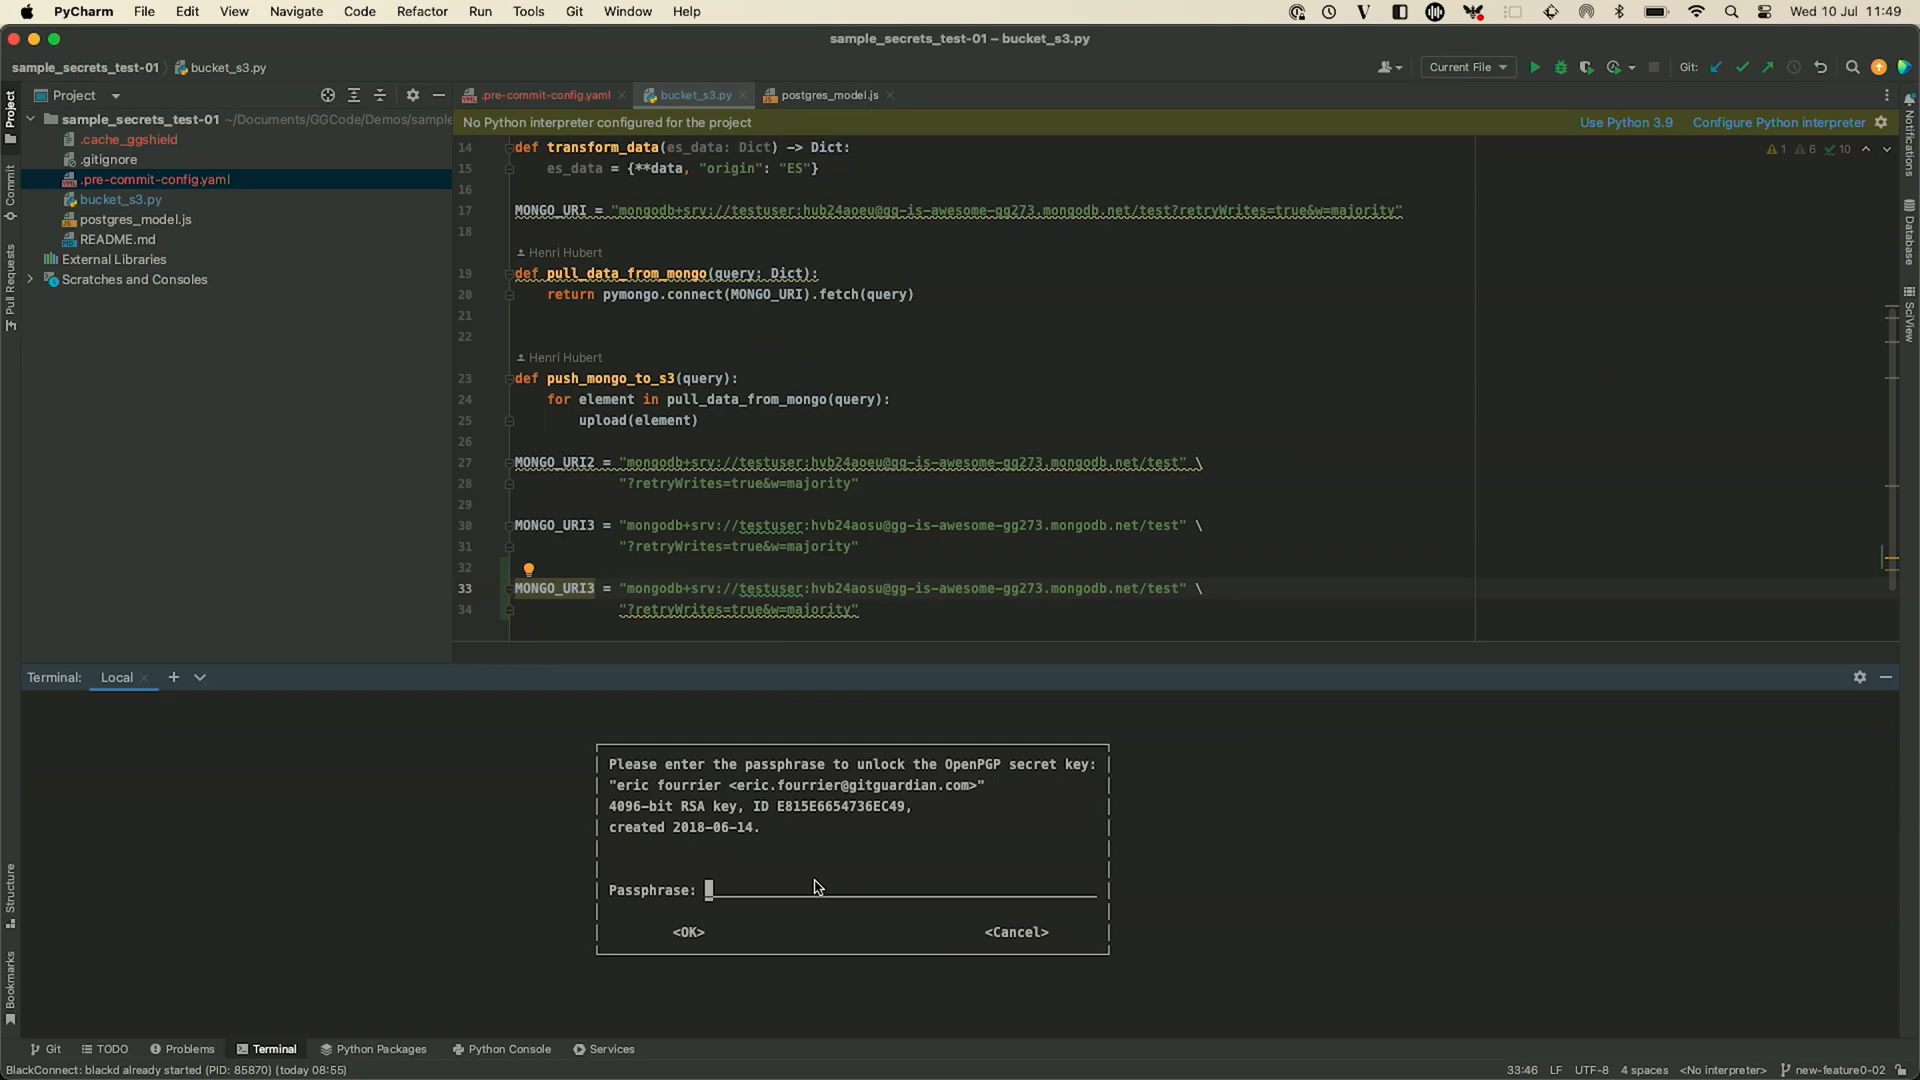 PyCharm File Edit View Navigate Code Refactor Run Tools Git Window Help Wed 10 Jul 11:49
sample_secrets_test-01 – bucket_s3.py
sample_secrets_test-01 bucket_s3.py Current File Git:
Project
.pre-commit-config.yaml bucket_s3.py postgres_model.js
No Python interpreter configured for the project Use Python 3.9 Configure Python interpreter
sample_secrets_test-01 ~/Documents/GGCode/Demos/sample
.cache_ggshield
.gitignore
.pre-commit-config.yaml
bucket_s3.py
postgres_model.js
README.md
External Libraries
Scratches and Consoles
Project
Commit
Pull Requests
Structure
Bookmarks
1 6 10
14 def transform_data(es_data: Dict) -> Dict:
15 es_data = {**data, "origin": "ES"}
16
17 MONGO_URI = "mongodb+srv://testuser:hub24aoeu@gg-is-awesome-gg273.mongodb.net/test?retryWrites=true&w=majority"
18
Henri Hubert
19 def pull_data_from_mongo(query: Dict):
20 return pymongo.connect(MONGO_URI).fetch(query)
21
22
Henri Hubert
23 def push_mongo_to_s3(query):
24 for element in pull_data_from_mongo(query):
25 upload(element)
26
27 MONGO_URI2 = "mongodb+srv://testuser:hvb24aoeu@gg-is-awesome-gg273.mongodb.net/test" \
28 "?retryWrites=true&w=majority"
29
30 MONGO_URI3 = "mongodb+srv://testuser:hvb24aosu@gg-is-awesome-gg273.mongodb.net/test" \
31 "?retryWrites=true&w=majority"
32
33 MONGO_URI3 = "mongodb+srv://testuser:hvb24aosu@gg-is-awesome-gg273.mongodb.net/test" \
34 "?retryWrites=true&w=majority"
Notifications
Database
SciView
Terminal: Local
Please enter the passphrase to unlock the OpenPGP secret key:
"eric fourrier <eric.fourrier@gitguardian.com>"
4096-bit RSA key, ID E815E6654736EC49,
created 2018-06-14.
Passphrase:
<OK> <Cancel>
Git TODO Problems Terminal Python Packages Python Console Services
BlackConnect: blackd already started (PID: 85870) (today 08:55) 33:46 LF UTF-8 4 spaces <No interpreter> new-feature0-02